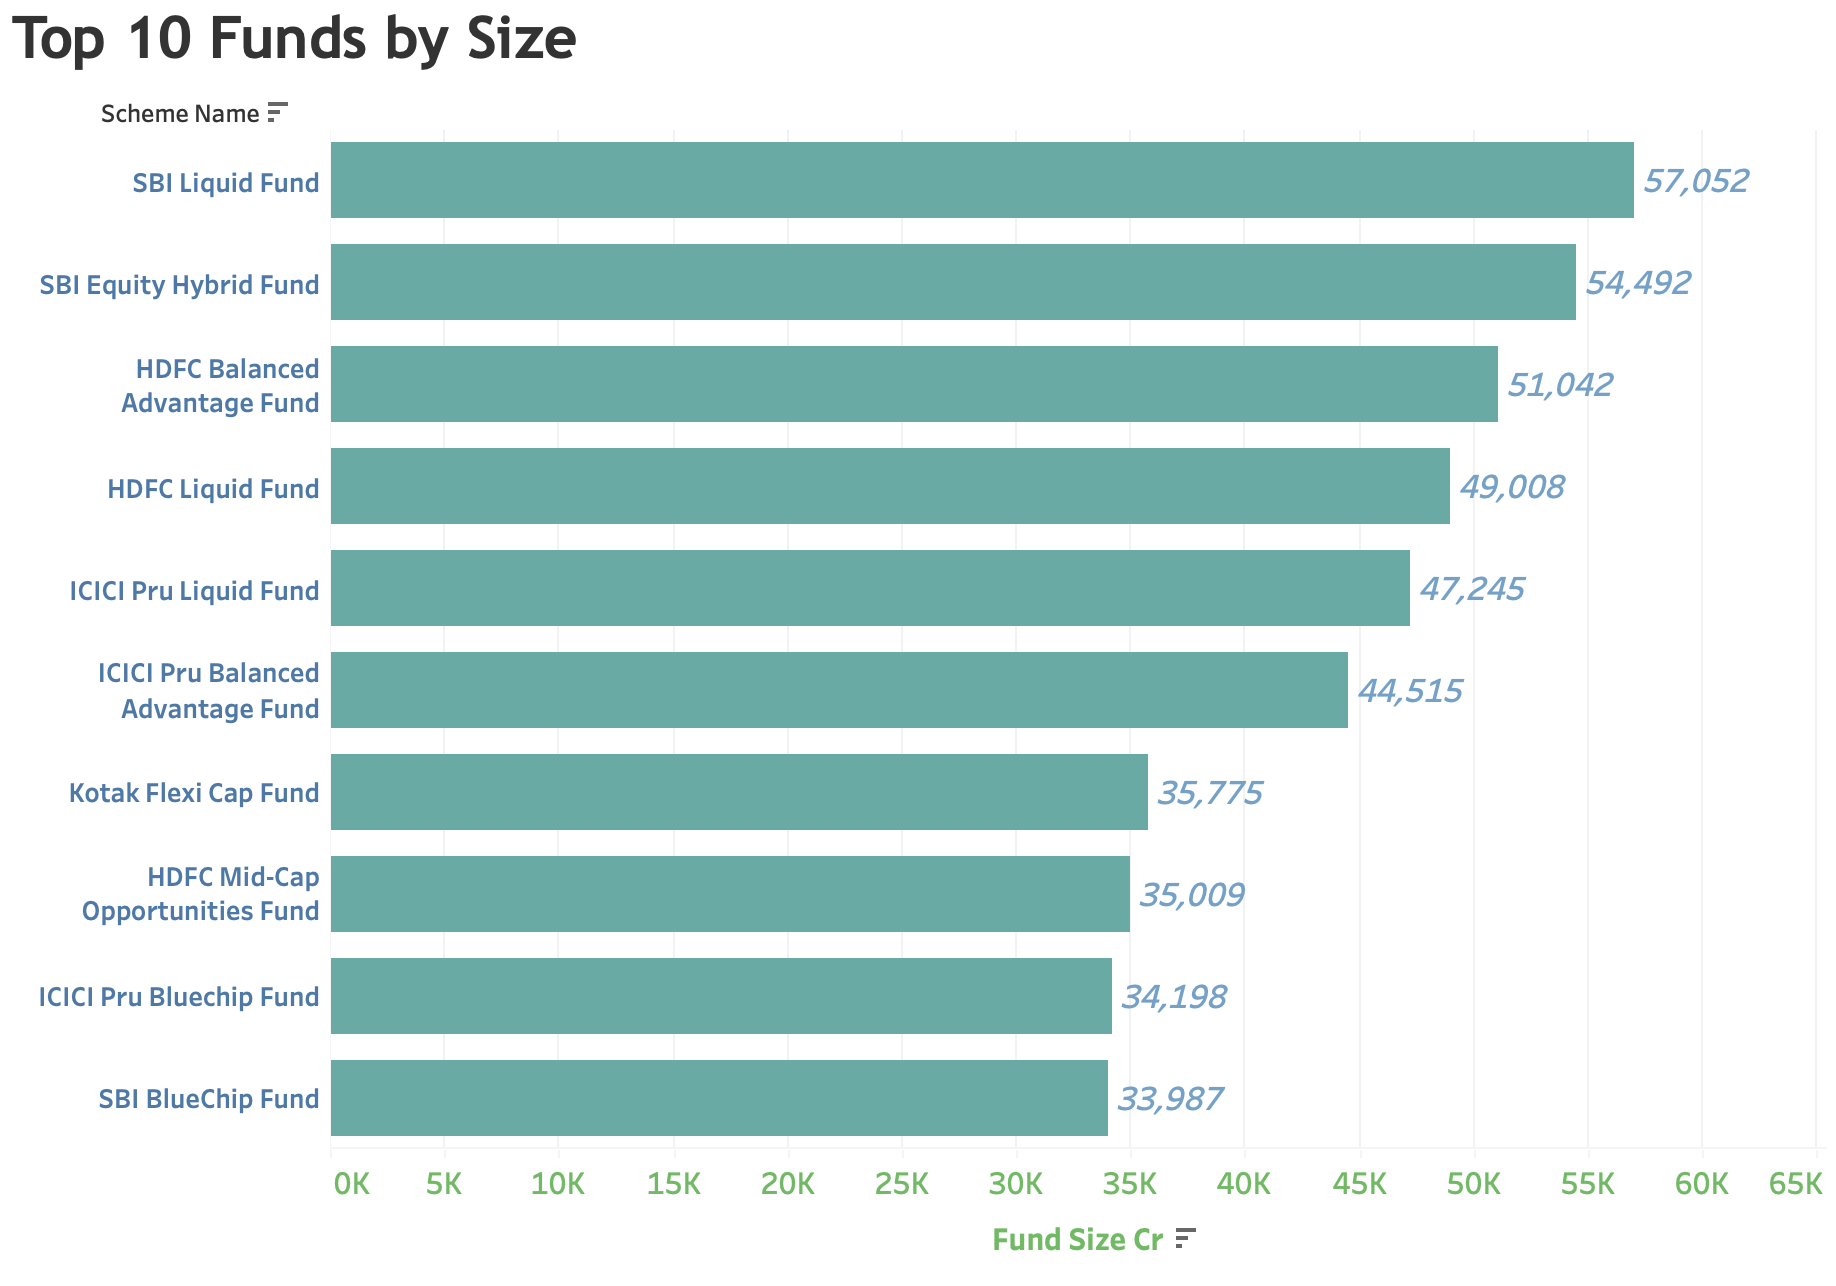 Top 10 Funds by Size
Scheme Name
SBI Liquid Fund
57,052
SBI Equity Hybrid Fund
54,492
HDFC Balanced
Advantage Fund
51,042
HDFC Liquid Fund
49,008
ICICI Pru Liquid Fund
47,245
ICICI Pru Balanced
Advantage Fund
44,515
Kotak Flexi Cap Fund
35,775
HDFC Mid-Cap
Opportunities Fund
35,009
ICICI Pru Bluechip Fund
34,198
SBI BlueChip Fund
33,987
0K 5K 10K 15K 20K 25K 30K 35K 40K 45K 50K 55K 60K 65K
Fund Size Cr